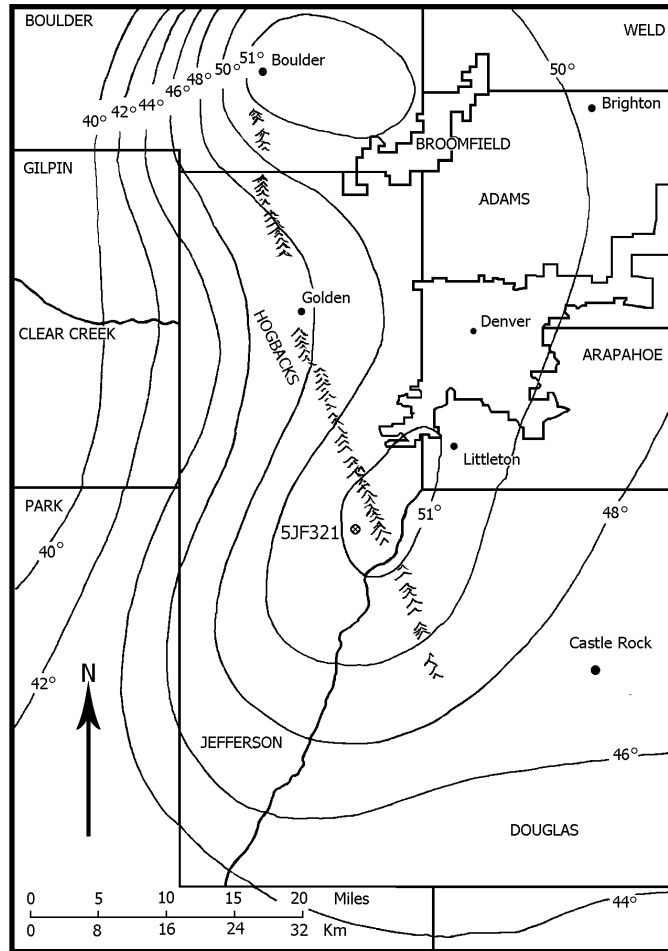 BOULDER
WELD
51°
50°
48°
46°
44°
42°
40°
Boulder
50°
Brighton
BROOMFIELD
GILPIN
ADAMS
Golden
HOGBACKS
Denver
CLEAR CREEK
ARAPAHOE
Littleton
PARK
51°
48°
5JF321
40°
Castle Rock
N
42°
JEFFERSON
46°
DOUGLAS
44°
0 5 10 15 20 Miles
0 8 16 24 32 Km